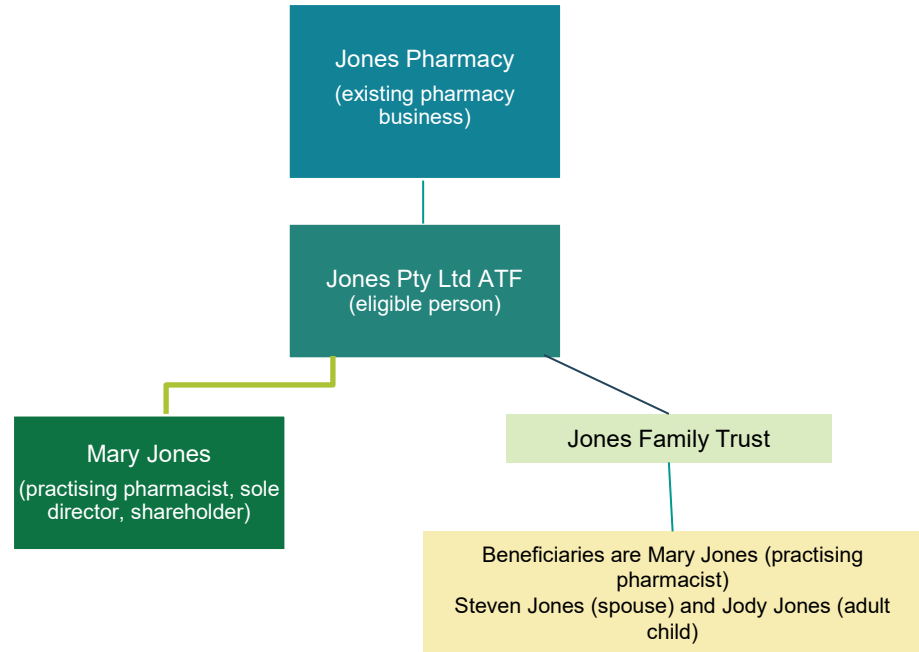 Jones Pharmacy
(existing pharmacy
business)
Jones Pty Ltd ATF
(eligible person)
Mary Jones
(practising pharmacist, sole
director, shareholder)
Jones Family Trust
Beneficiaries are Mary Jones (practising
pharmacist)
Steven Jones (spouse) and Jody Jones (adult
child)